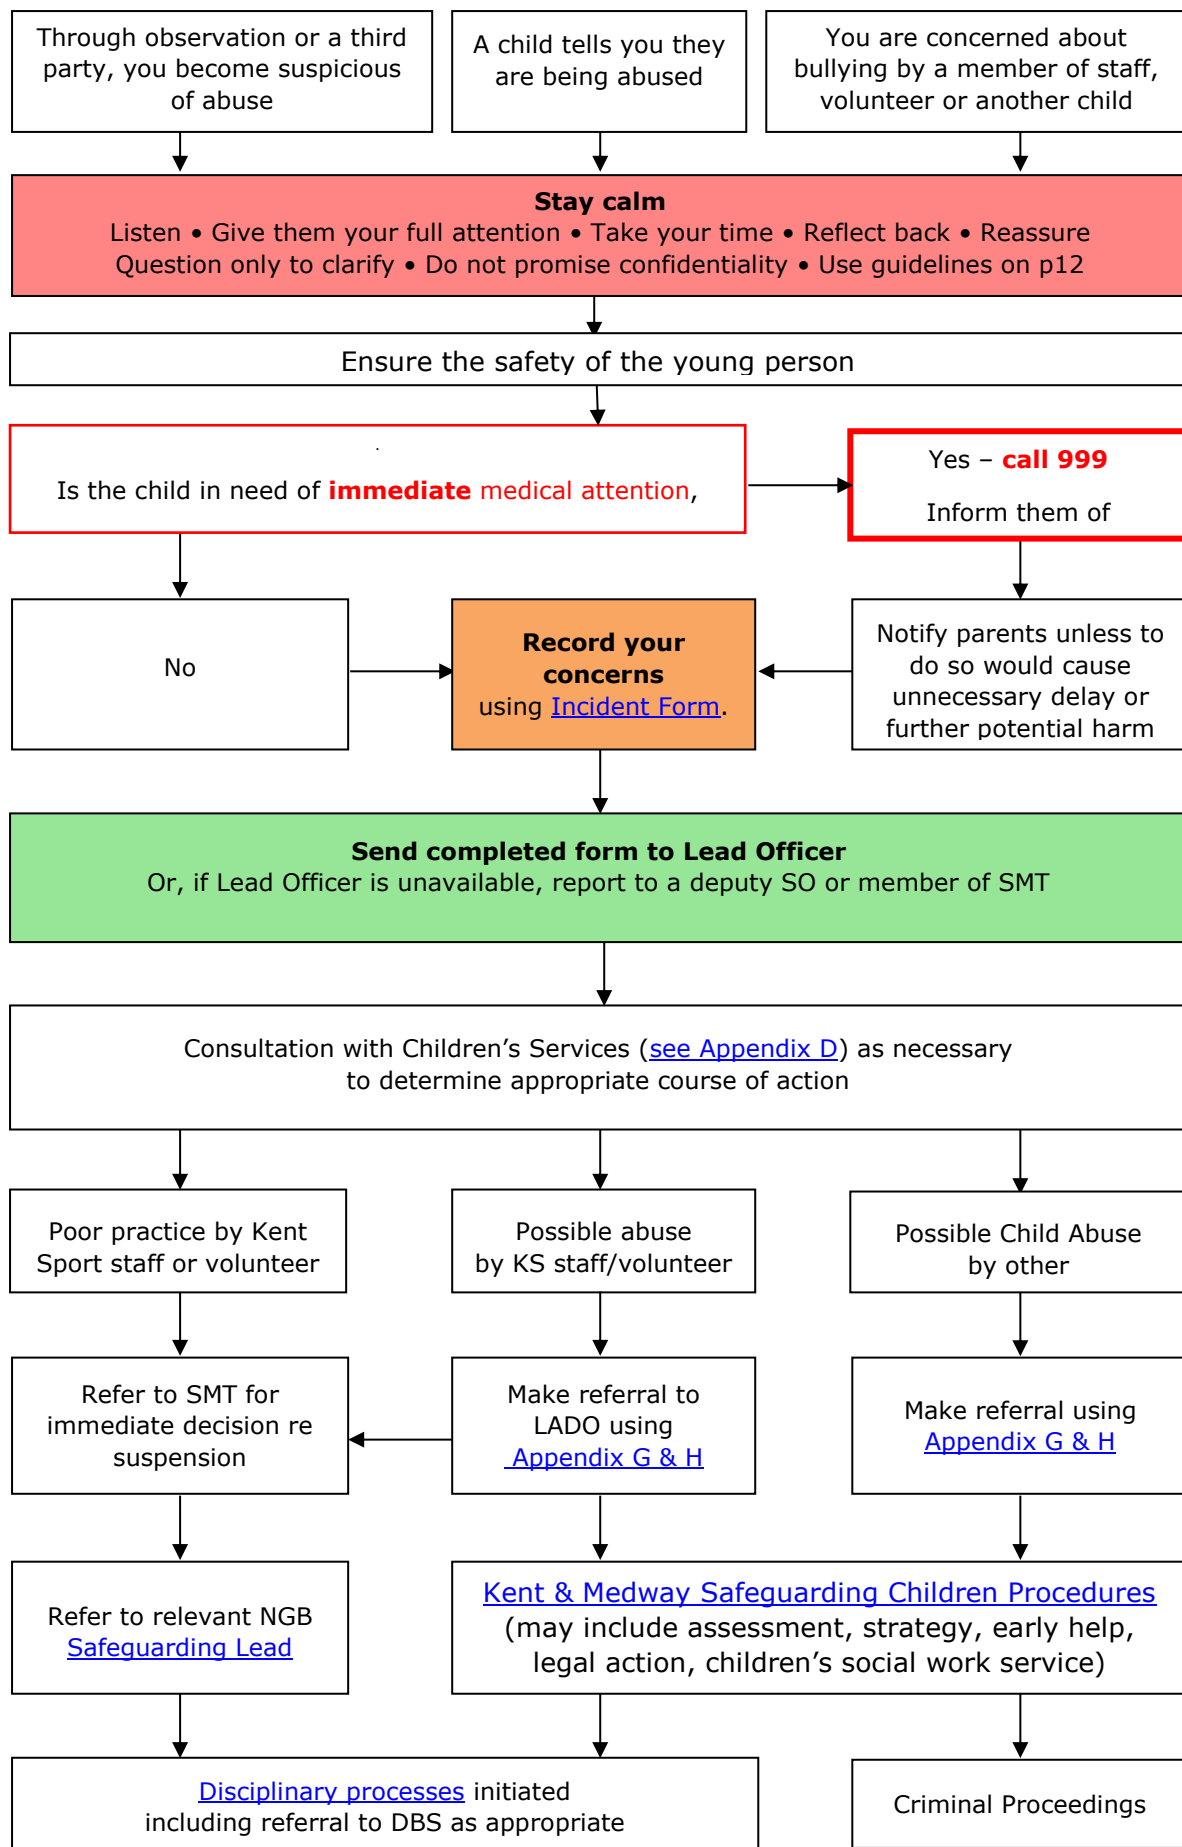 Through observation or a third
party, you become suspicious
of abuse
A child tells you they
are being abused
You are concerned about
bullying by a member of staff,
volunteer or another child
Stay calm
Listen • Give them your full attention • Take your time • Reflect back • Reassure
Question only to clarify • Do not promise confidentiality • Use guidelines on p12
Ensure the safety of the young person
.
Is the child in need of immediate medical attention,
Yes – call 999
Inform them of
No
Record your
concerns
using Incident Form.
Notify parents unless to
do so would cause
unnecessary delay or
further potential harm
Send completed form to Lead Officer
Or, if Lead Officer is unavailable, report to a deputy SO or member of SMT
Consultation with Children’s Services (see Appendix D) as necessary
to determine appropriate course of action
Poor practice by Kent
Sport staff or volunteer
Possible abuse
by KS staff/volunteer
Possible Child Abuse
by other
Refer to SMT for
immediate decision re
suspension
Make referral to
LADO using
Appendix G & H
Make referral using
Appendix G & H
Refer to relevant NGB
Safeguarding Lead
Kent & Medway Safeguarding Children Procedures
(may include assessment, strategy, early help,
legal action, children’s social work service)
Disciplinary processes initiated
including referral to DBS as appropriate
Criminal Proceedings